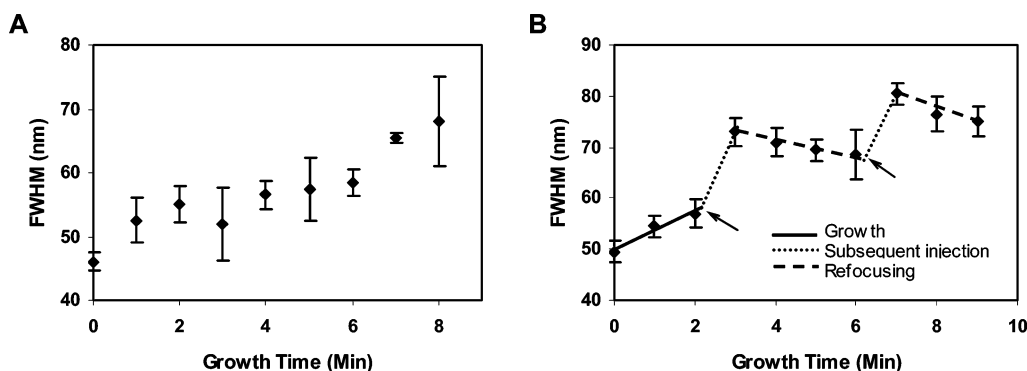 A
80
70
60
50
40
FWHM (nm)
0 2 4 6 8
Growth Time (Min)
B
90
80
70
60
50
40
FWHM (nm)
Growth
Subsequent injection
Refocusing
0 2 4 6 8 10
Growth Time (Min)